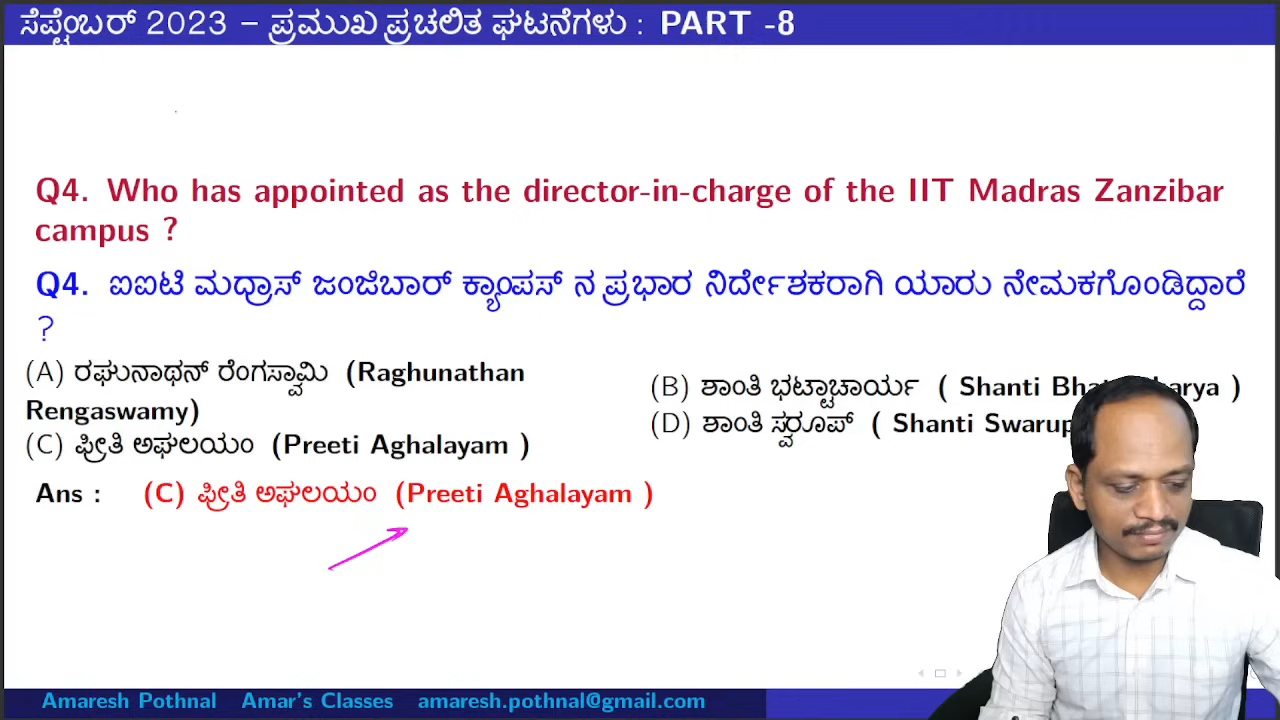 ಸೆಪ್ಟೆಂಬರ್ 2023 – ಪ್ರಮುಖ ಪ್ರಚಲಿತ ಘಟನೆಗಳು : PART -8
Q4. Who has appointed as the director-in-charge of the IIT Madras Zanzibar
campus ?
Q4. ಐಐಟಿ ಮದ್ರಾಸ್ ಜಂಜಿಬಾರ್ ಕ್ಯಾಂಪಸ್ ನ ಪ್ರಭಾರ ನಿರ್ದೇಶಕರಾಗಿ ಯಾರು ನೇಮಕಗೊಂಡಿದ್ದಾರೆ
?
(A) ರಘುನಾಥನ್ ರೆಂಗಸ್ವಾಮಿ (Raghunathan
Rengaswamy)
(B) ಶಾಂತಿ ಭಟ್ಟಾಚಾರ್ಯ ( Shanti )
(C) ಪ್ರೀತಿ ಅಘಲಯಂ (Preeti Aghalayam )
(D) ಶಾಂತಿ ಸ್ವರೂಪ್ ( Shanti Swarup
Ans : (C) ಪ್ರೀತಿ ಅಘಲಯಂ (Preeti Aghalayam )
Amaresh Pothnal Amar's Classes amaresh.pothnal@gmail.com